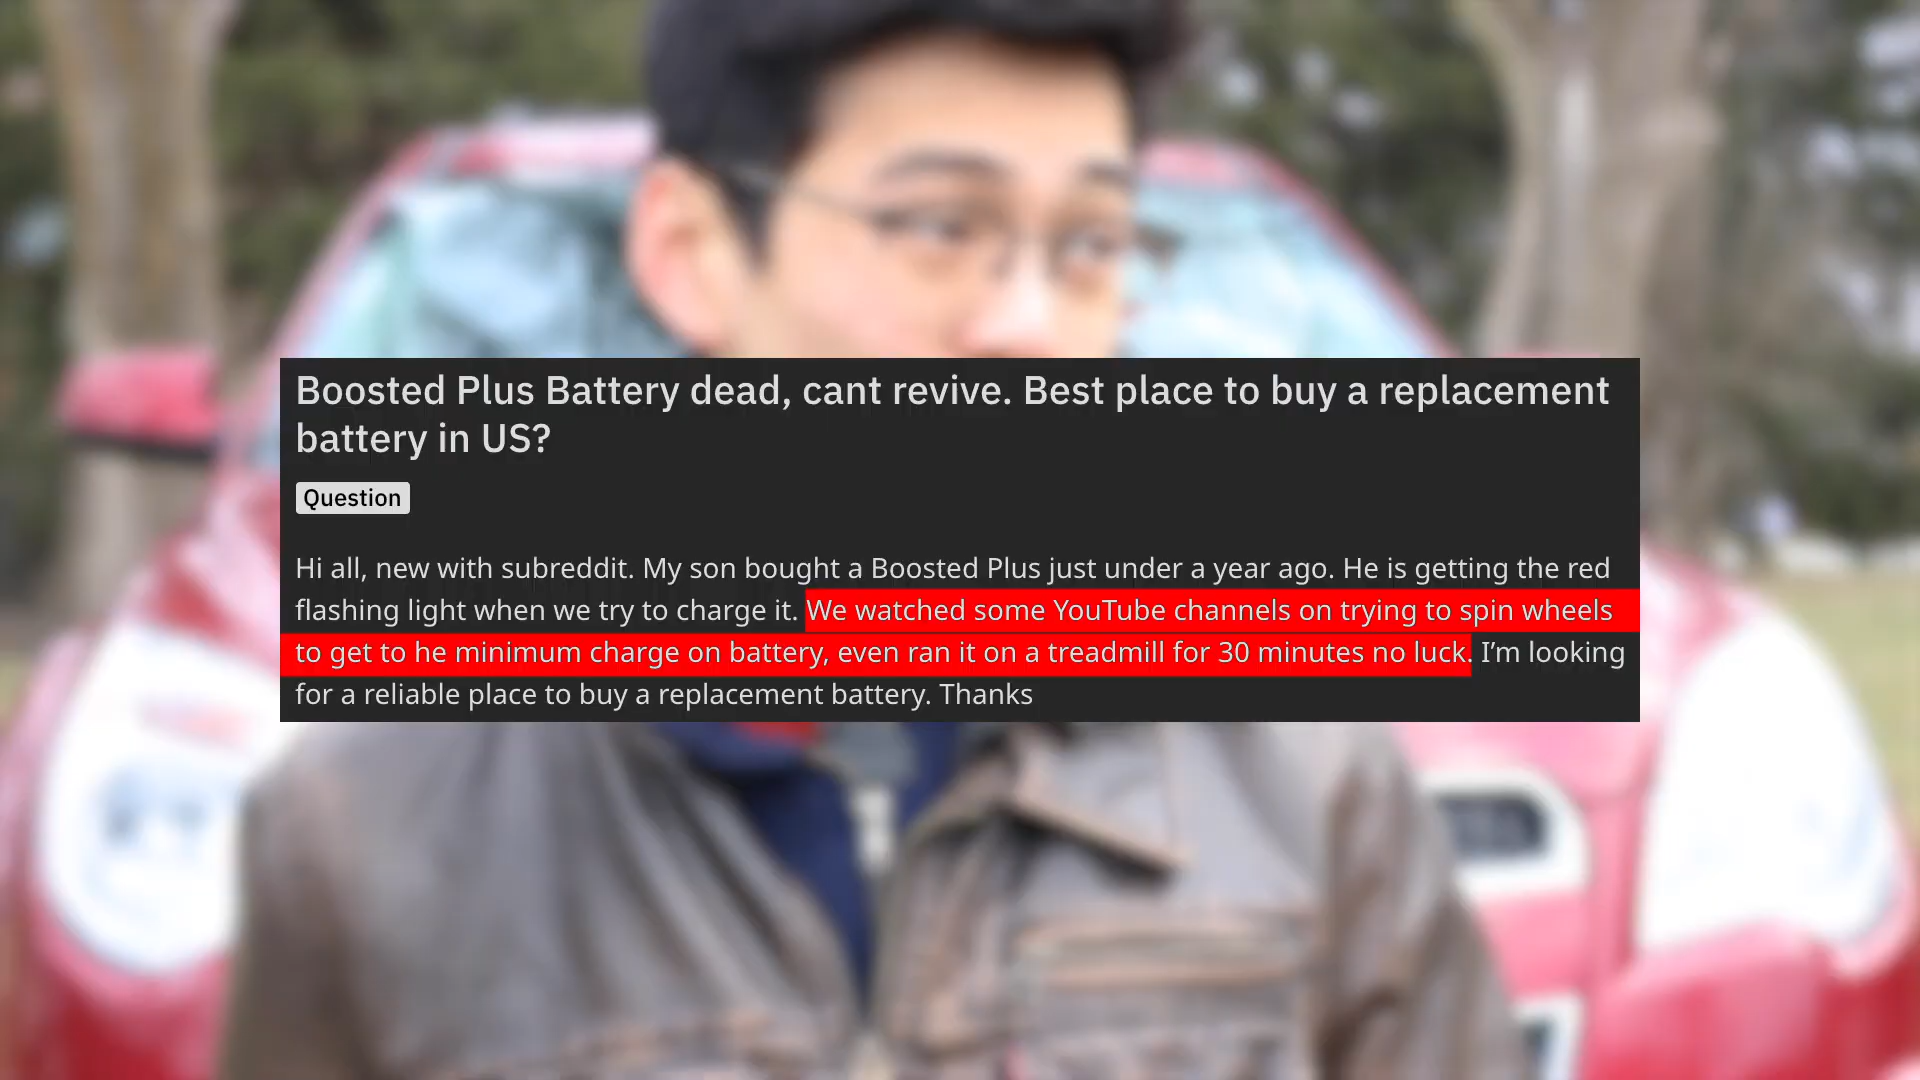 Boosted Plus Battery dead, cant revive. Best place to buy a replacement
battery in US?
Question
Hi all, new with subreddit. My son bought a Boosted Plus just under a year ago. He is getting the red
flashing light when we try to charge it. We watched some YouTube channels on trying to spin wheels
to get to he minimum charge on battery, even ran it on a treadmill for 30 minutes no luck. I’m looking
for a reliable place to buy a replacement battery. Thanks